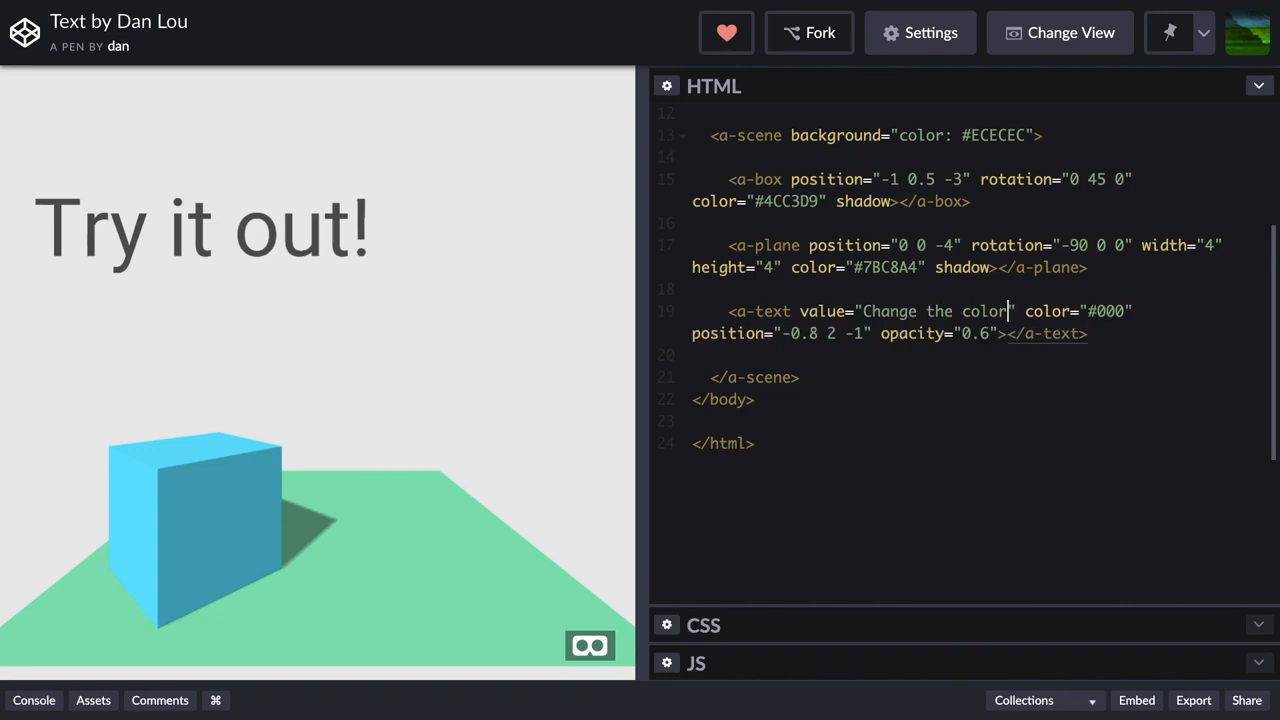 Text by Dan Lou
A PEN BY dan
Fork
Settings
Change View
Try it out!
HTML
12
13 <a-scene background="color: #ECECEC">
14
15 <a-box position="-1 0.5 -3" rotation="0 45 0"
color="#4CC3D9" shadow></a-box>
16
17 <a-plane position="0 0 -4" rotation="-90 0 0" width="4"
height="4" color="#7BC8A4" shadow></a-plane>
18
19 <a-text value="Change the color" color="#000"
position="-0.8 2 -1" opacity="0.6"></a-text>
20
21 </a-scene>
22 </body>
23
24 </html>
CSS
JS
Console
Assets
Comments
⌘
Collections
Embed
Export
Share